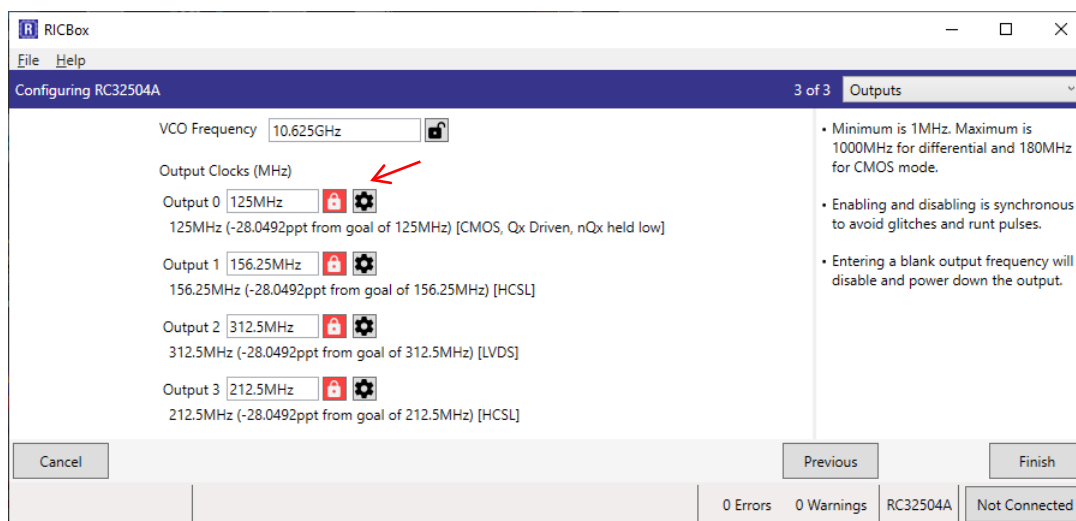 RICBox
File Help
Configuring RC32504A 3 of 3 Outputs
VCO Frequency 10.625GHz
Output Clocks (MHz)
Output 0 125MHz
125MHz (-28.0492ppt from goal of 125MHz) [CMOS, Qx Driven, nQx held low]
Output 1 156.25MHz
156.25MHz (-28.0492ppt from goal of 156.25MHz) [HCSL]
Output 2 312.5MHz
312.5MHz (-28.0492ppt from goal of 312.5MHz) [LVDS]
Output 3 212.5MHz
212.5MHz (-28.0492ppt from goal of 212.5MHz) [HCSL]
• Minimum is 1MHz. Maximum is
1000MHz for differential and 180MHz
for CMOS mode.
• Enabling and disabling is synchronous
to avoid glitches and runt pulses.
• Entering a blank output frequency will
disable and power down the output.
Cancel Previous Finish
0 Errors 0 Warnings RC32504A Not Connected